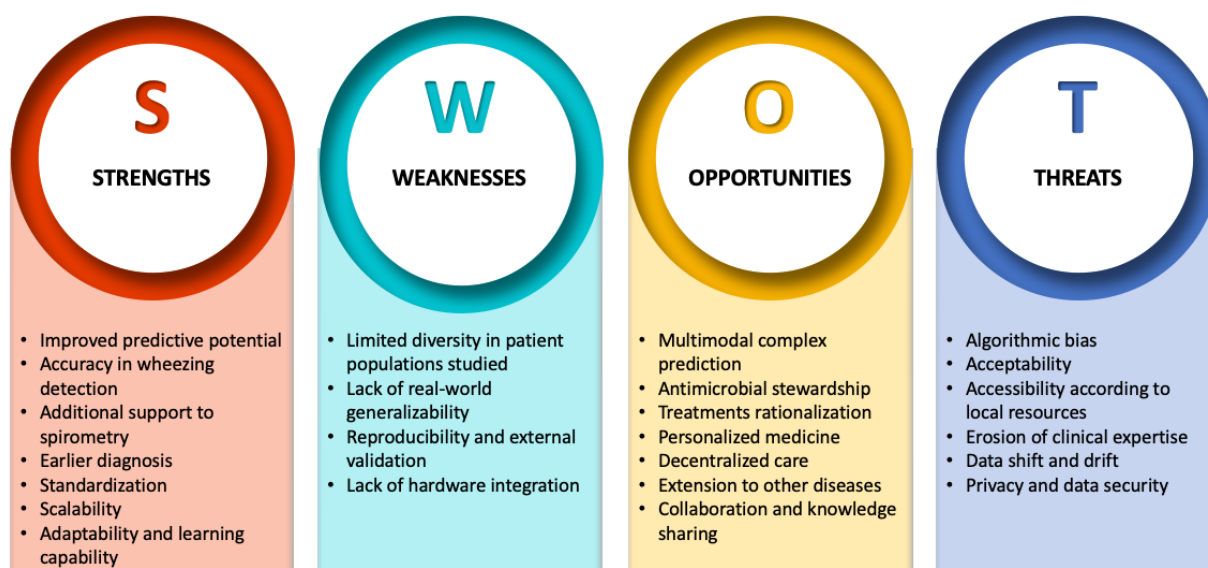 S
STRENGTHS
• Improved predictive potential
• Accuracy in wheezing
detection
• Additional support to
spirometry
• Earlier diagnosis
• Standardization
• Scalability
• Adaptability and learning
capability
W
WEAKNESSES
• Limited diversity in patient
populations studied
• Lack of real-world
generalizability
• Reproducibility and external
validation
• Lack of hardware integration
O
OPPORTUNITIES
• Multimodal complex
prediction
• Antimicrobial stewardship
• Treatments rationalization
• Personalized medicine
• Decentralized care
• Extension to other diseases
• Collaboration and knowledge
sharing
T
THREATS
• Algorithmic bias
• Acceptability
• Accessibility according to
local resources
• Erosion of clinical expertise
• Data shift and drift
• Privacy and data security